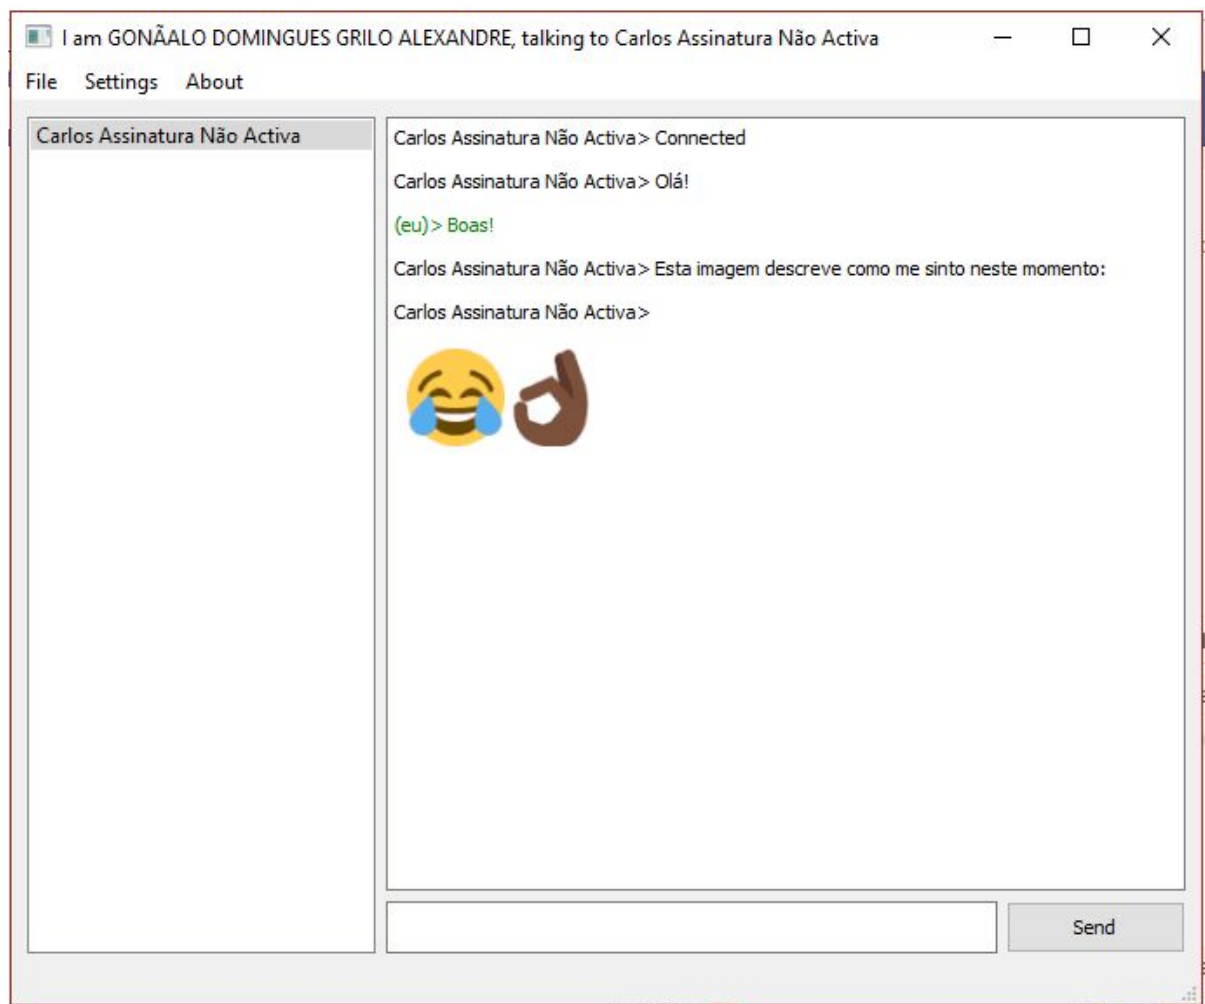 I am GONÃALO DOMINGUES GRILO ALEXANDRE, talking to Carlos Assinatura Não Activa
File Settings About
Carlos Assinatura Não Activa
Carlos Assinatura Não Activa> Connected
Carlos Assinatura Não Activa> Olá!
(eu)> Boas!
Carlos Assinatura Não Activa> Esta imagem descreve como me sinto neste momento:
Carlos Assinatura Não Activa>
Send